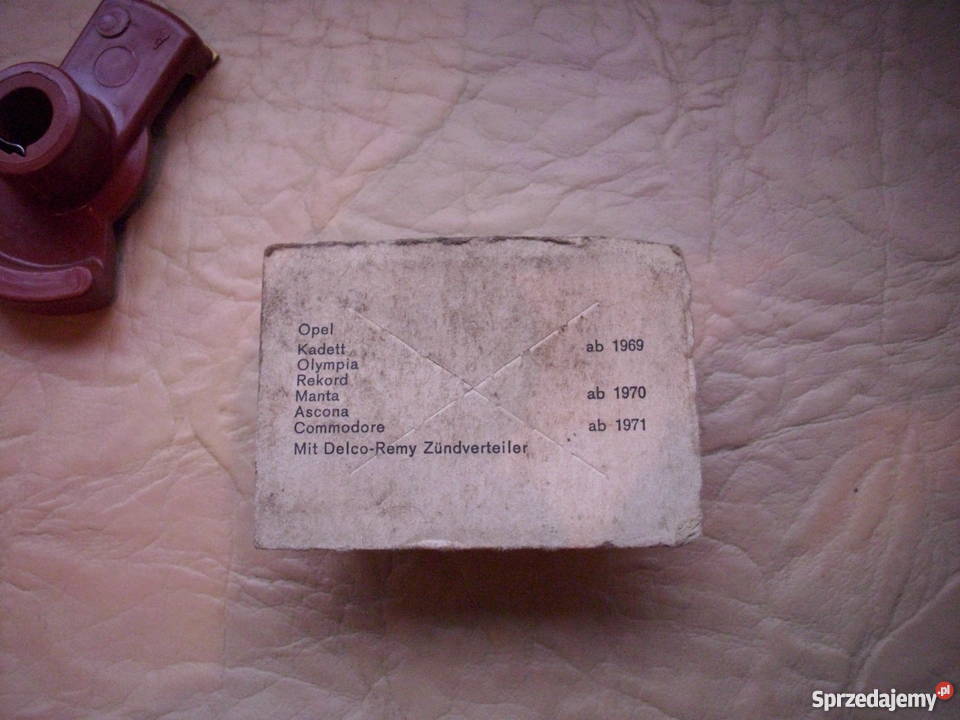 Opel
Kadett ab 1969
Olympia
Rekord
Manta ab 1970
Ascona
Commodore ab 1971
Mit Delco-Remy Zündverteiler
Sprzedajemy.pl